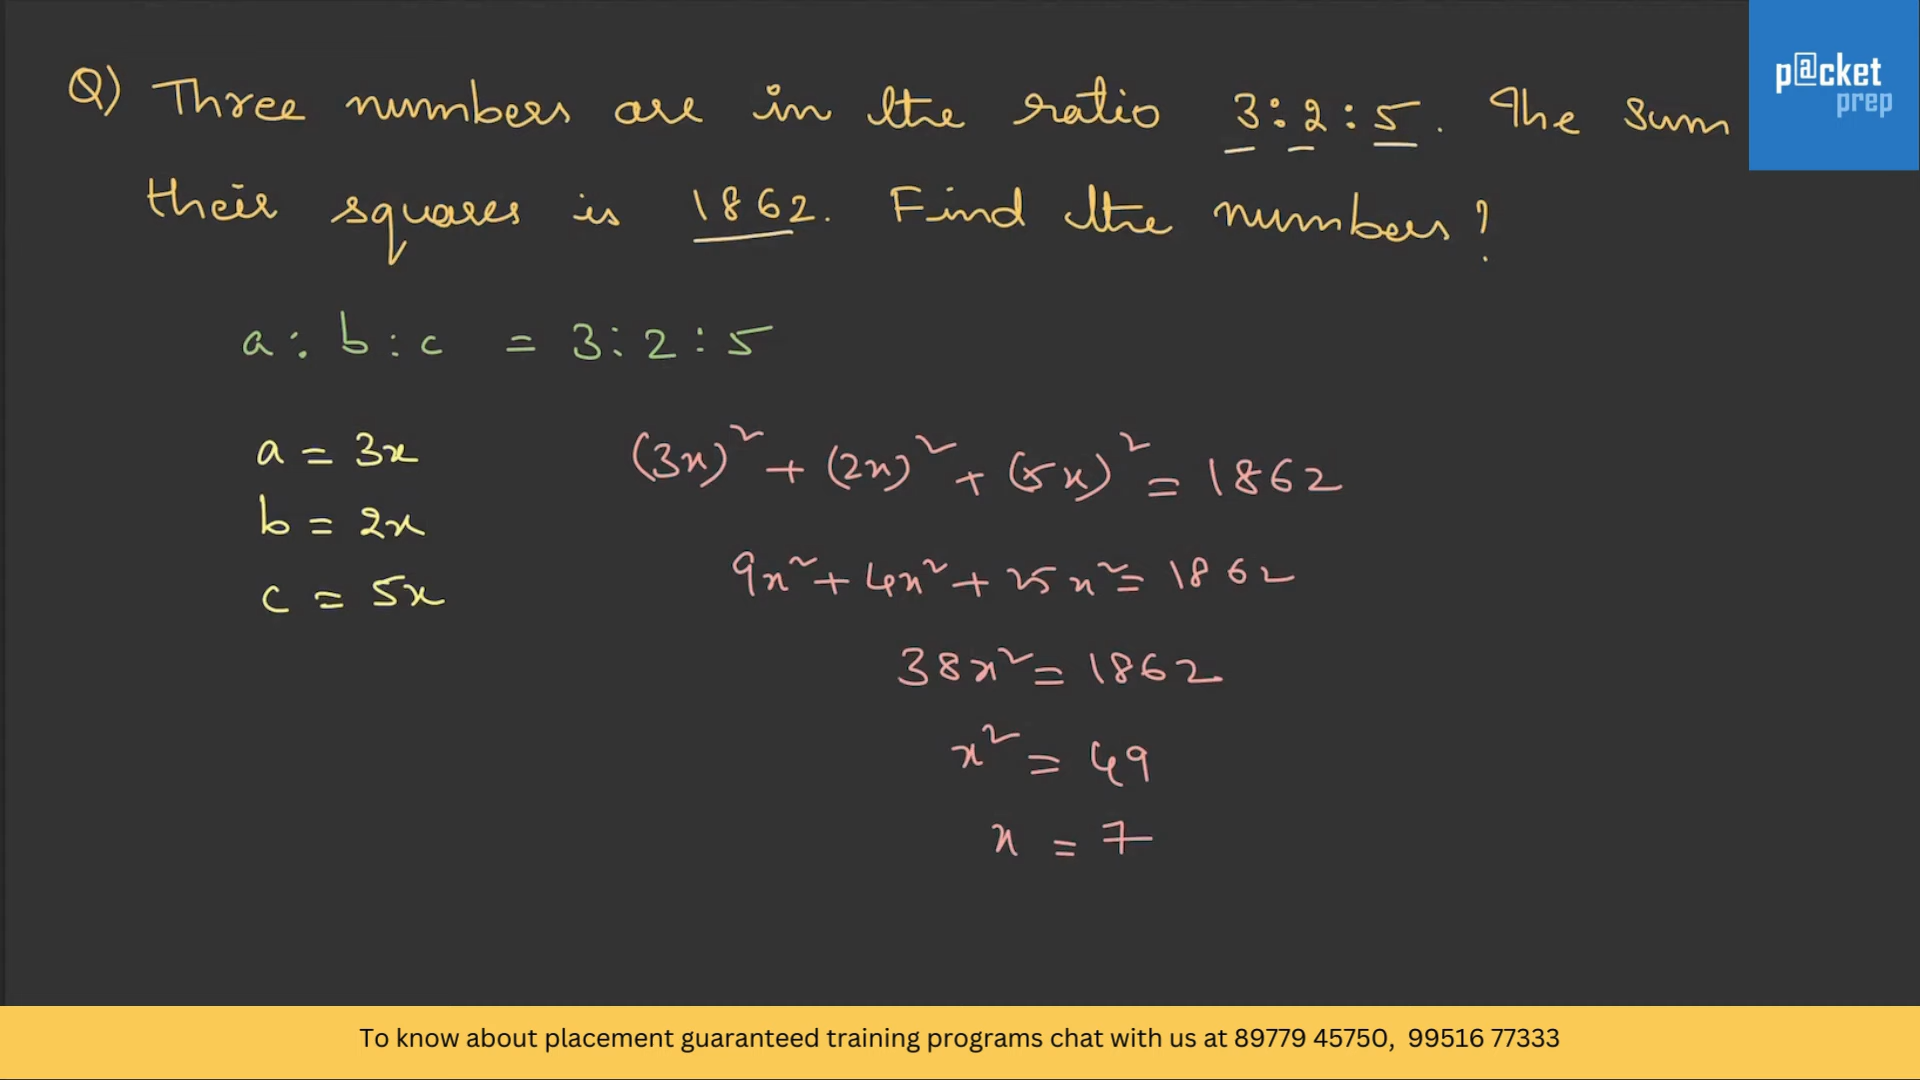 Q) Three numbers are in the ratio 3:2:5. The sum
their squares is 1862. Find the numbers?
p@cket
prep
a:b:c = 3:2:5
a = 3x
b = 2x
c = 5x
(3x)² + (2x)² + (5x)² = 1862
9x² + 4x² + 25x² = 1862
38x² = 1862
x² = 49
x = 7
To know about placement guaranteed training programs chat with us at 89779 45750, 99516 77333